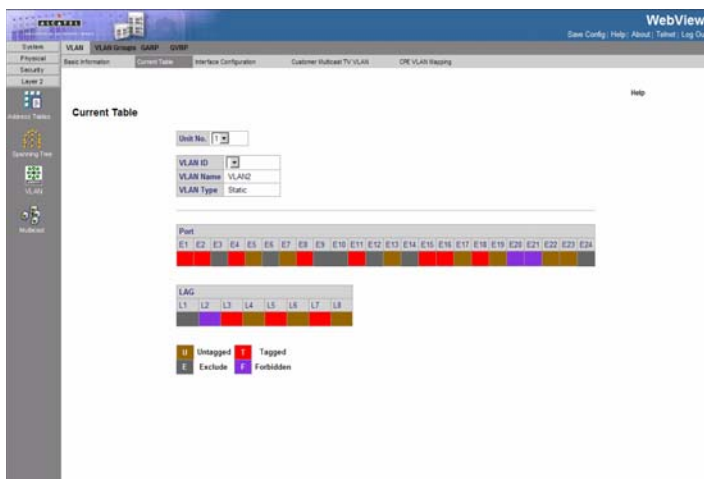 ALCATEL
WebView
Save Config | Help | About | Telnet | Log Ou
System
Physical
Security
Layer 2
Address Tables
Spanning Tree
VLAN
Multicast
VLAN VLAN Groups GARP GVRP
Basic Information Current Table Interface Configuration Customer Multicast TV VLAN CPE VLAN Mapping
Help
Current Table
Unit No. 1
VLAN ID
VLAN Name VLAN2
VLAN Type Static
Port
E1 E2 E3 E4 E5 E6 E7 E8 E9 E10 E11 E12 E13 E14 E15 E16 E17 E18 E19 E20 E21 E22 E23 E24
LAG
L1 L2 L3 L4 L5 L6 L7 L8
U Untagged T Tagged
E Exclude F Forbidden